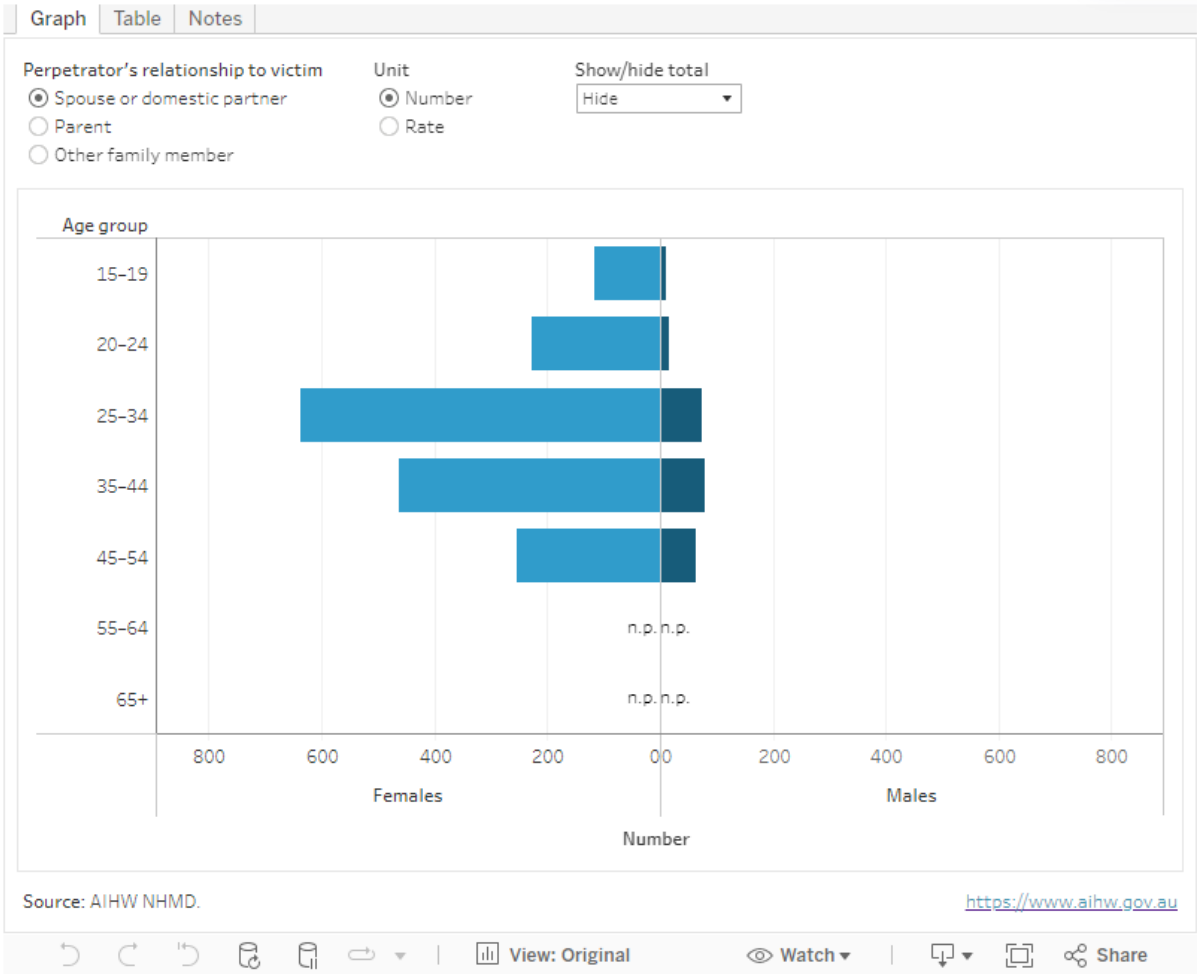 Graph Table Notes
Perpetrator's relationship to victim Unit Show/hide total
Spouse or domestic partner Number Hide
Parent Rate
Other family member
Age group
15–19
20–24
25–34
35–44
45–54
55–64 n.p. n.p.
65+ n.p. n.p.
800 600 400 200 0 0 200 400 600 800
Females Males
Number
Source: AIHW NHMD. https://www.aihw.gov.au
View: Original Watch Share